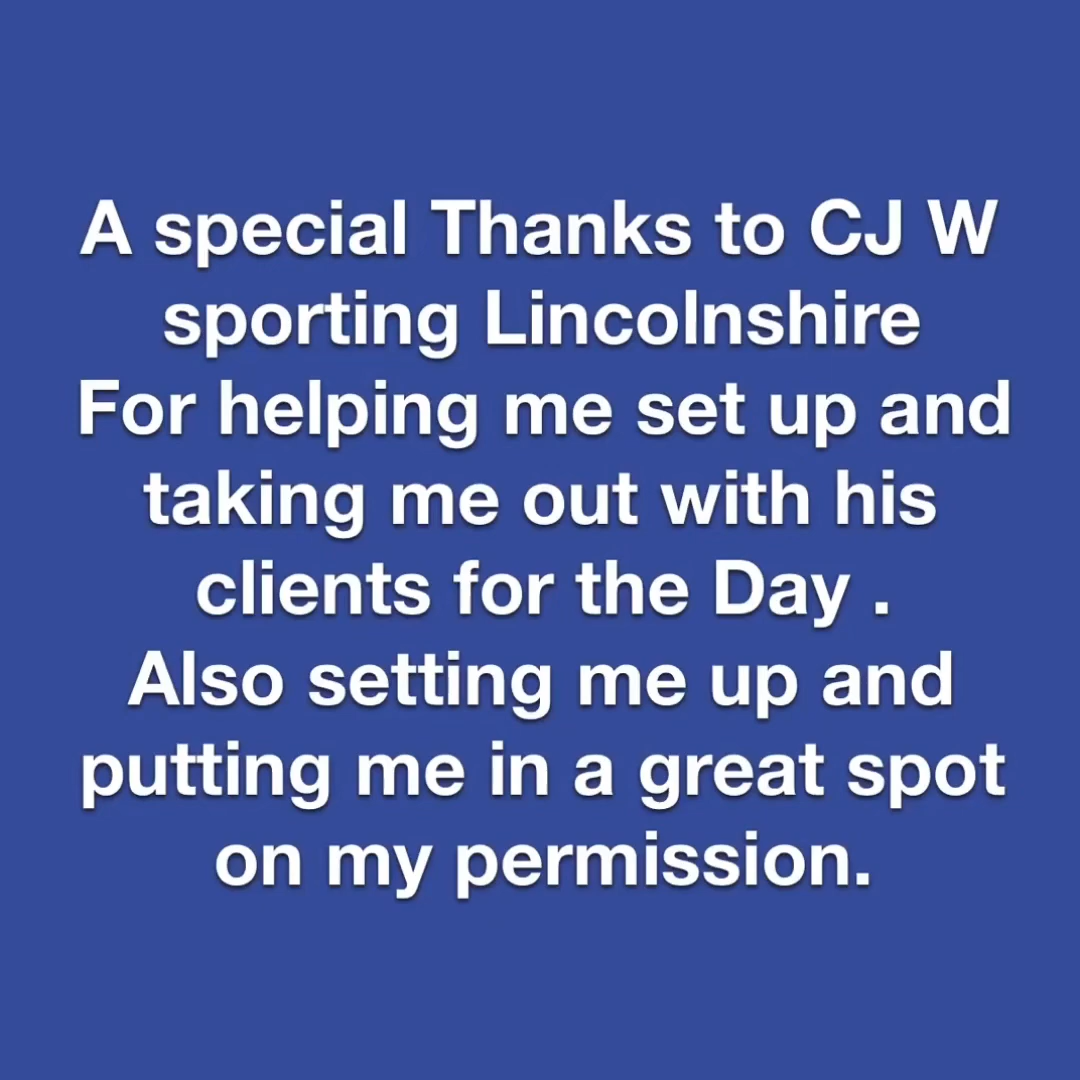 A special Thanks to CJ W
sporting Lincolnshire
For helping me set up and
taking me out with his
clients for the Day .
Also setting me up and
putting me in a great spot
on my permission.